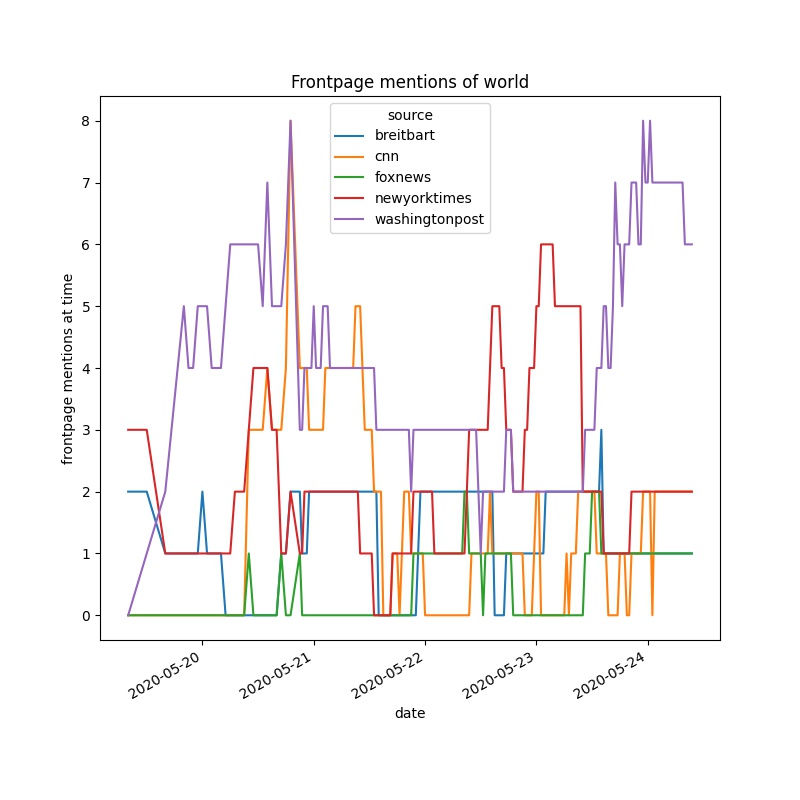 Frontpage mentions of world
source
breitbart
cnn
foxnews
newyorktimes
washingtonpost
frontpage mentions at time
8
7
6
5
4
3
2
1
0
2020-05-20
2020-05-21
2020-05-22
2020-05-23
2020-05-24
date